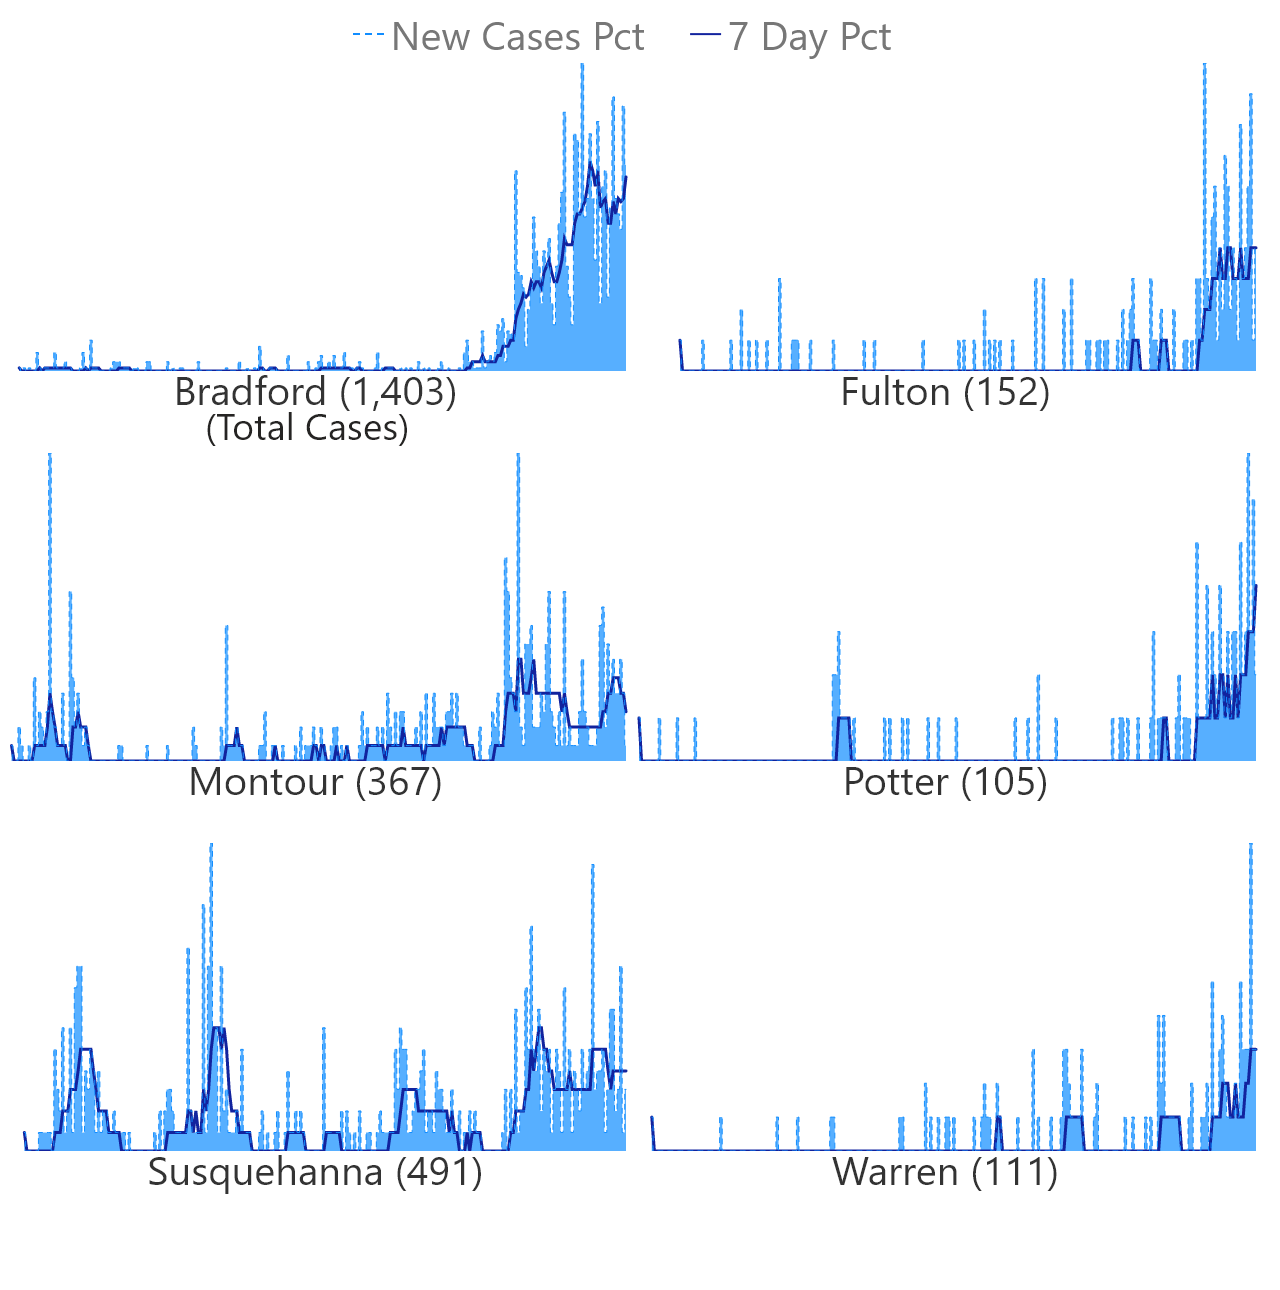 New Cases Pct 7 Day Pct
Bradford (1,403)
(Total Cases)
Fulton (152)
Montour (367)
Potter (105)
Susquehanna (491)
Warren (111)